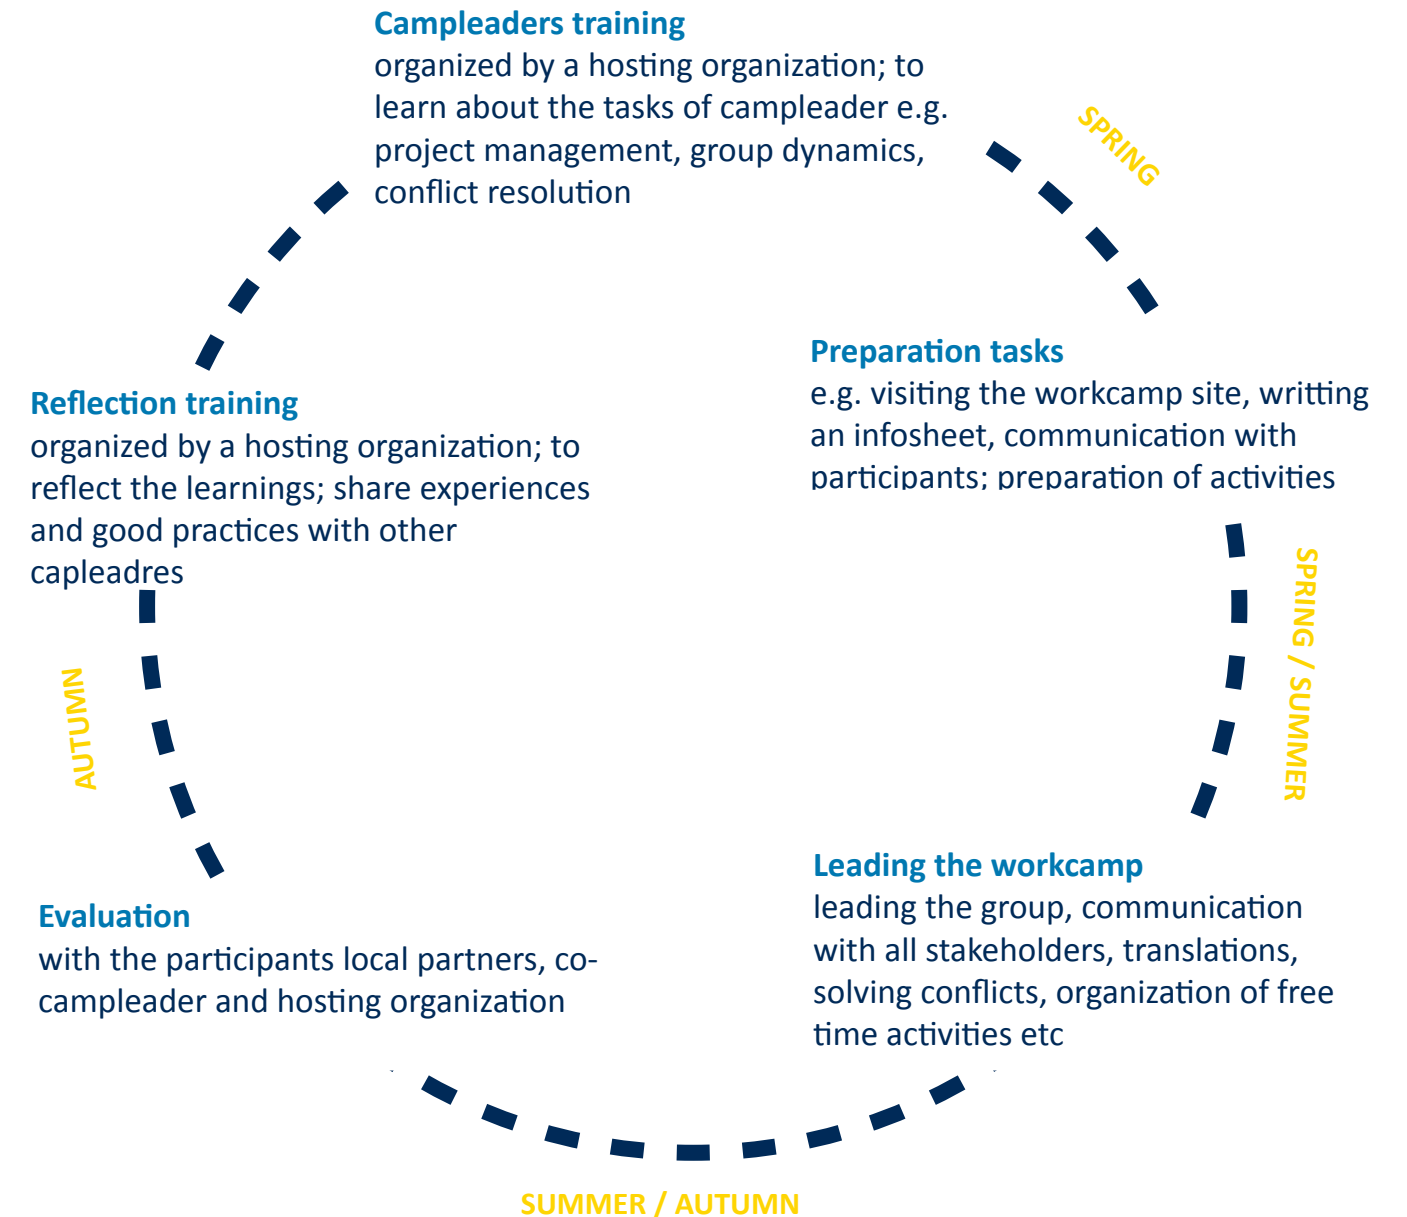 Campleaders training
organized by a hosting organization; to
learn about the tasks of campleader e.g.
project management, group dynamics,
conflict resolution
SPRING
Preparation tasks
e.g. visiting the workcamp site, writting
an infosheet, communication with
participants; preparation of activities
SPRING / SUMMER
Leading the workcamp
leading the group, communication
with all stakeholders, translations,
solving conflicts, organization of free
time activities etc
SUMMER / AUTUMN
Evaluation
with the participants local partners, co-
campleader and hosting organization
AUTUMN
Reflection training
organized by a hosting organization; to
reflect the learnings; share experiences
and good practices with other
capleadres